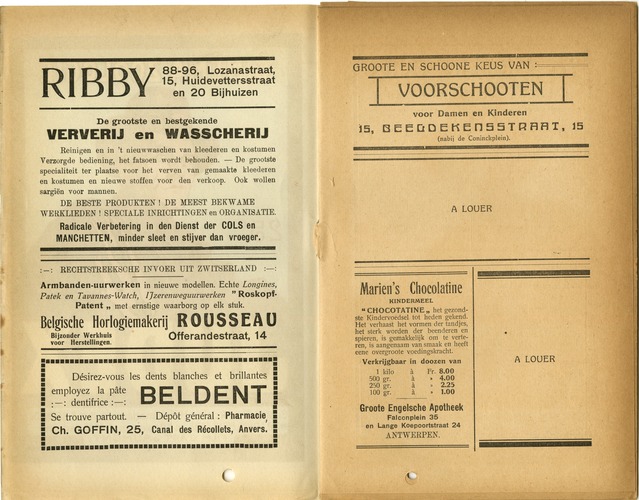 RIBBY
88-96, Lozanastraat,
15, Huidevettersstraat
en 20 Bijhuizen
De grootste en bestgekende
VERVERIJ en WASSCHERIJ
Reinigen en in 't nieuwwaschen van kleederen en kostumen
Verzorgde bediening, het fatsoen wordt behouden. — De grootste
specialiteit ter plaatse voor het verven van gemaakte kleederen
en kostumen en nieuwe stoffen voor den verkoop. Ook wollen
sargiën voor mannen.
DE BESTE PRODUKTEN! DE MEEST BEKWAME
WERKLIEDEN! SPECIALE INRICHTINGEN en ORGANISATIE.
Radicale Verbetering in den Dienst der COLS en
MANCHETTEN, minder sleet en stijver dan vroeger.
:—: RECHTSTREEKSCHE INVOER UIT ZWITSERLAND :—:
Armbanden-uurwerken in nieuwe modellen. Echte Longines,
Patek en Tavannes-Watch, IJzerenweguurwerken "Roskopf-
Patent„ met ernstige waarborg op elk stuk.
Belgische Horlogiemakerij ROUSSEAU
Bijzonder Werkhuis
voor Herstellingen.
Offerandestraat, 14
Désirez-vous les dents blanches et brillantes
employez la pâte
:—: dentifrice :—:
BELDENT
Se trouve partout. — Dépôt général: Pharmacie
Ch. GOFFIN, 25, Canal des Récollets, Anvers.
GROOTE EN SCHOONE KEUS VAN :
VOORSCHOOTEN
voor Damen en Kinderen
15, BEEGDEKENSSTRAAT, 15
(nabij de Coninckplein).
A LOUER
Marien's Chocolatine
KINDERMEEL
"CHOCOTATINE„ het gezond-
ste Kindervoedsel tot heden gekend.
Het verhaast het vormen der tandjes,
het sterk worden der beenderen en
spieren, is gemakkelijk om te verte-
ren, is aangenaam van smaak en heeft
eene overgroote voedingskracht.
Verkrijgbaar in doozen van
1 kilo à Fr. 8.00
500 gr. à » 4.00
250 gr. à » 2.25
100 gr. à » 1.00
Groote Engelsche Apotheek
Falconplein 35
en Lange Koepoortstraat 24
ANTWERPEN.
A LOUER